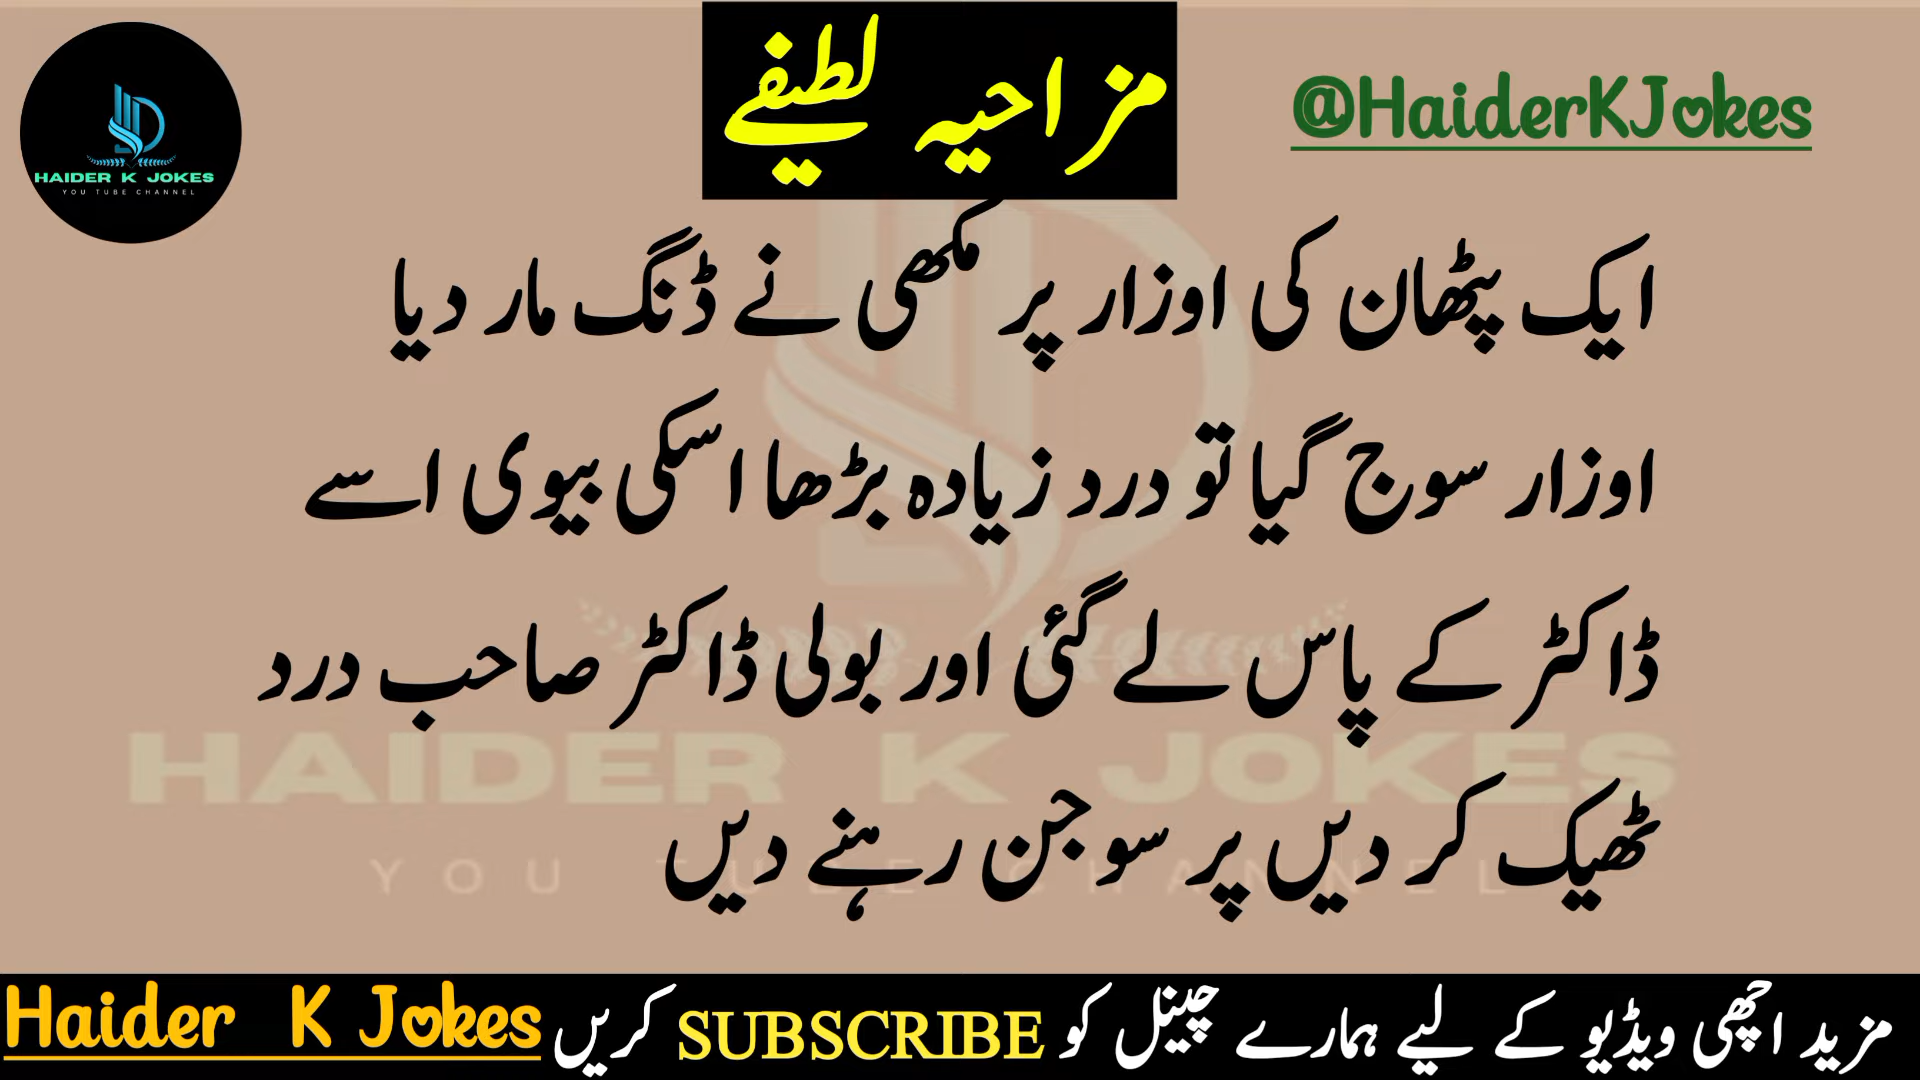 مزاحیہ لطیفے
@HaiderKJokes
HAIDER K JOKES
YOU TUBE CHANNEL
ایک پٹھان کی اوزار پر مکھی نے ڈنگ مار دیا
اوزار سوج گیا تو درد زیادہ بڑھا اسکی بیوی اسے
ڈاکٹر کے پاس لے گئی اور بولی ڈاکٹر صاحب درد
ٹھیک کر دیں پر سوجن رہنے دیں
HAIDER K JOKES
YOU TUBE CHANNEL
مزید اچھی ویڈیو کے لیے ہمارے چینل کو SUBSCRIBE کریں Haider K Jokes